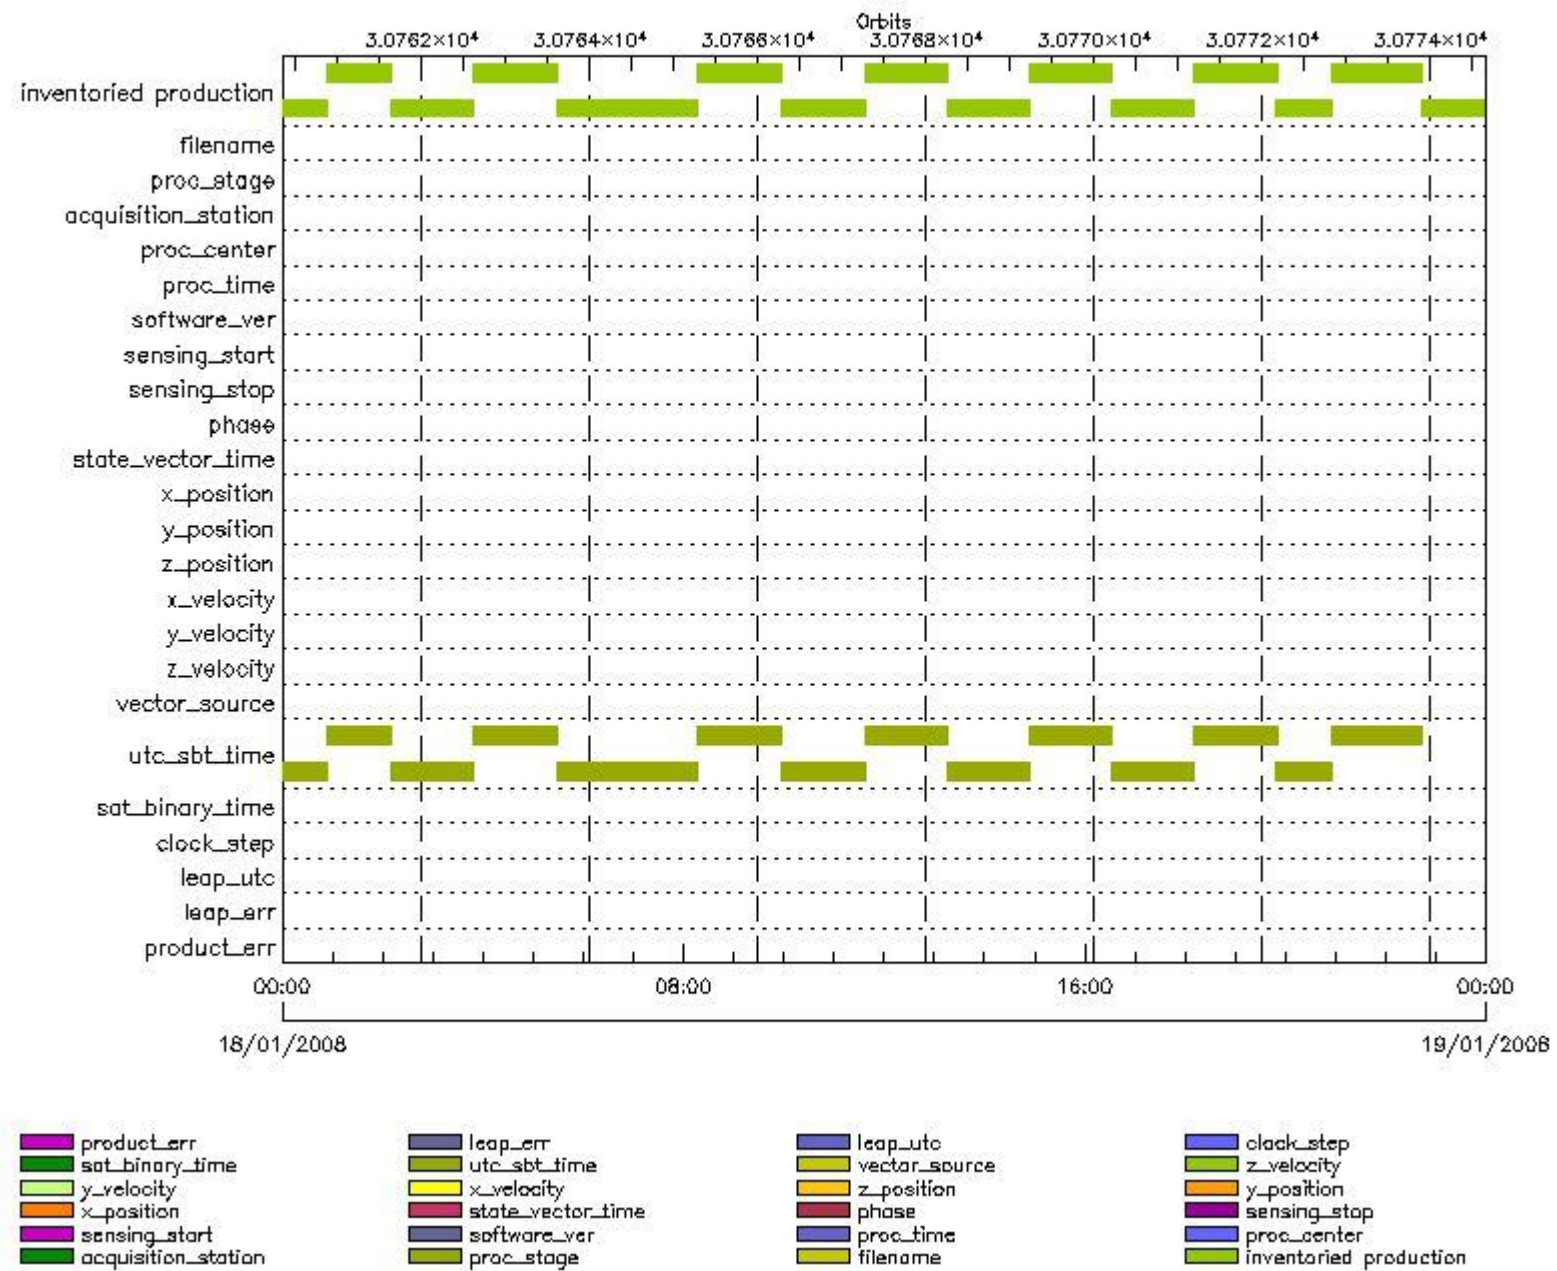 Orbits
3.0762×10⁴ 3.0764×10⁴ 3.0766×10⁴ 3.0768×10⁴ 3.0770×10⁴ 3.0772×10⁴ 3.0774×10⁴
inventoried production
filename
proc_stage
acquisition_station
proc_center
proc_time
software_ver
sensing_start
sensing_stop
phase
state_vector_time
x_position
y_position
z_position
x_velocity
y_velocity
z_velocity
vector_source
utc_sbt_time
sat_binary_time
clock_step
leap_utc
leap_err
product_err
00:00 08:00 16:00 00:00
18/01/2008 19/01/2008
product_err leap_err leap_utc clock_step
sat_binary_time utc_sbt_time vector_source z_velocity
y_velocity x_velocity z_position y_position
x_position state_vector_time phase sensing_stop
sensing_start software_ver proc_time proc_center
acquisition_station proc_stage filename inventoried production